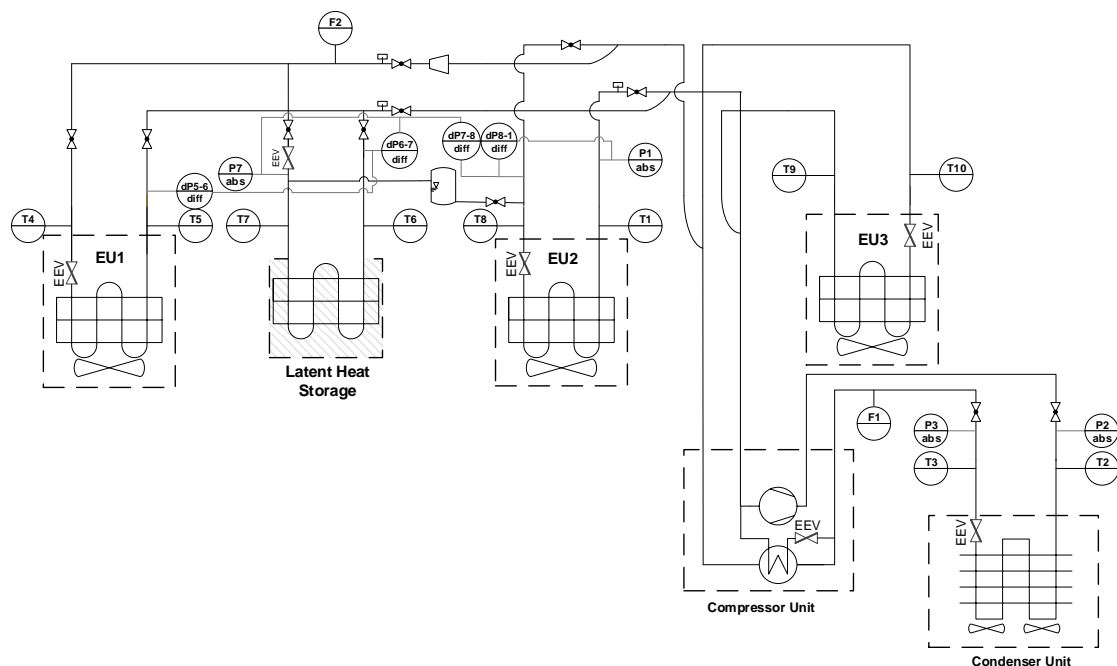 F2
EEV
dP6-7
diff
dP7-8
diff
dP8-1
diff
P7
abs
P1
abs
dP5-6
diff
T9
T10
T4
T5
T7
T6
T8
T1
EU1
EEV
EU2
EEV
EU3
EEV
Latent Heat
Storage
F1
P3
abs
P2
abs
T3
T2
EEV
EEV
Compressor Unit
Condenser Unit